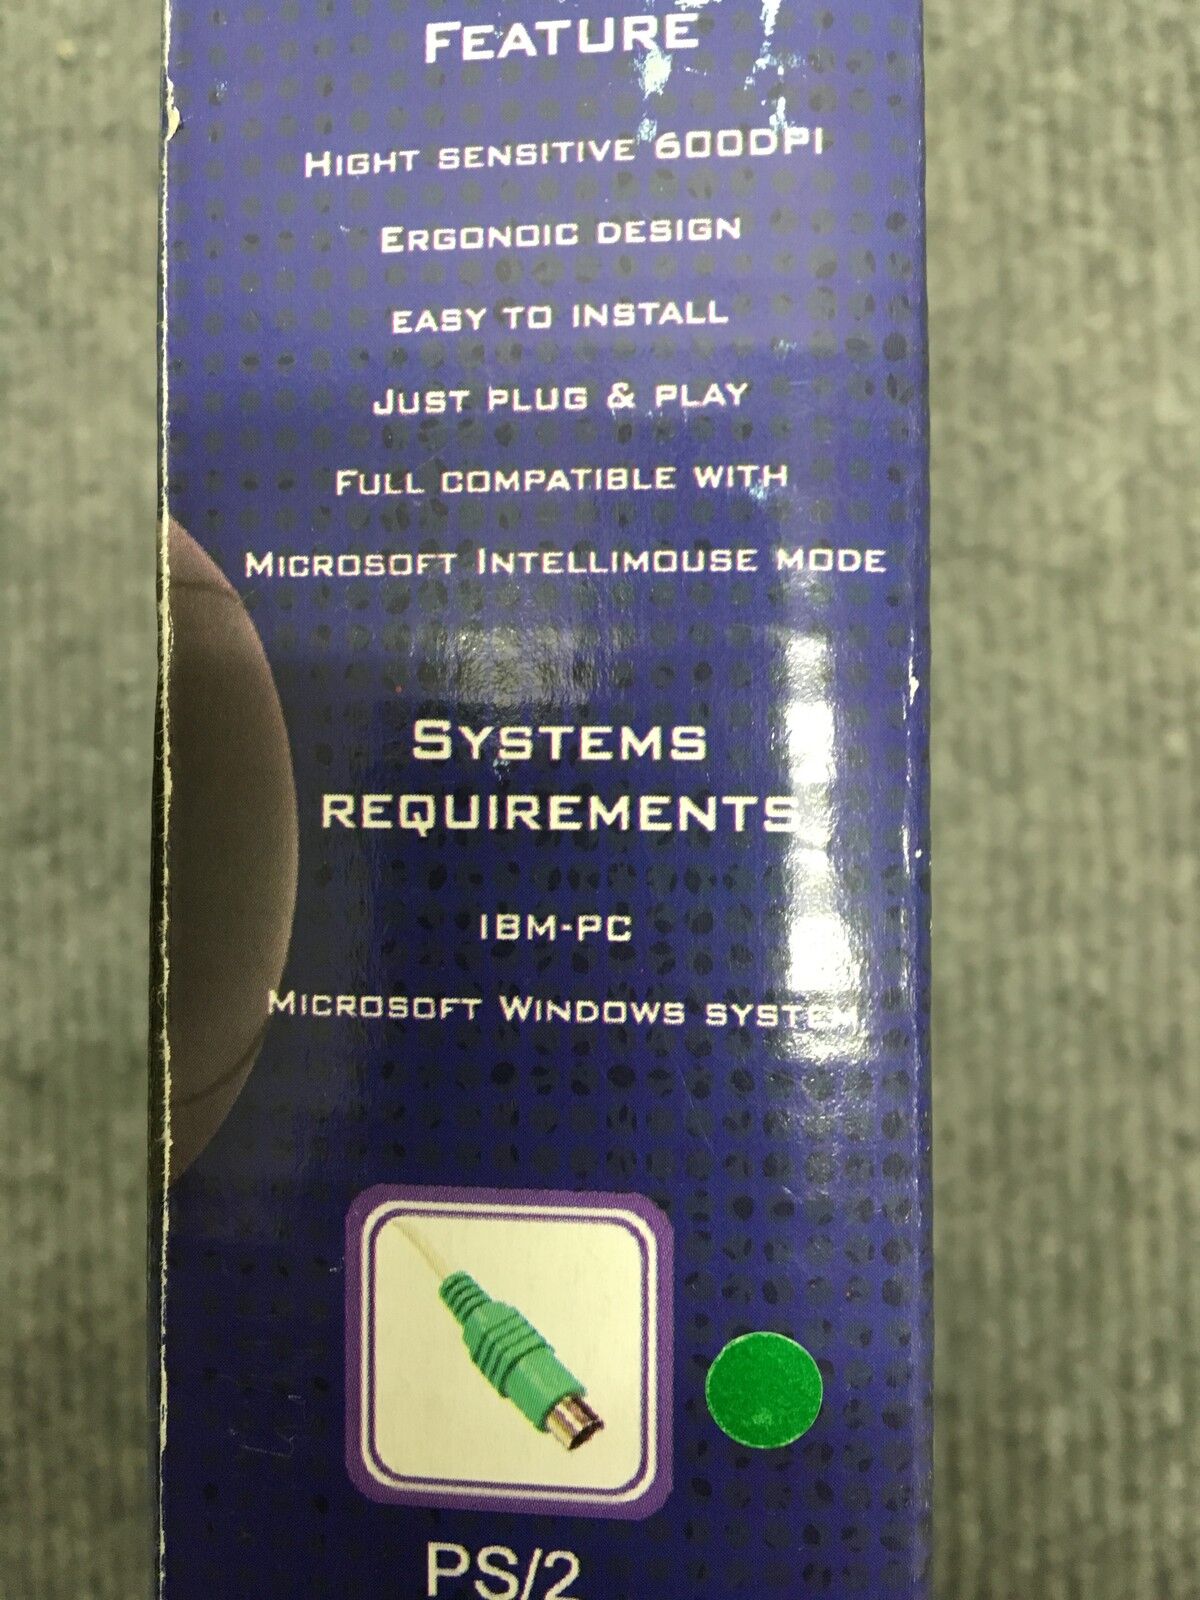 FEATURE
HIGHT SENSITIVE 600DPI
ERGONOIC DESIGN
EASY TO INSTALL
JUST PLUG & PLAY
FULL COMPATIBLE WITH
MICROSOFT INTELLIMOUSE MODE
SYSTEMS
REQUIREMENTS
IBM-PC
MICROSOFT WINDOWS SYSTEM
PS/2